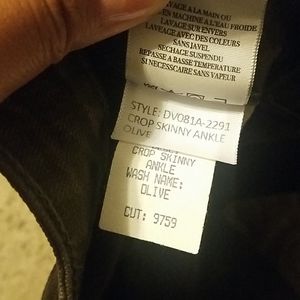 LAVAGE A LA MAIN OU
EN MACHINE A L'EAU FROIDE
LAVAGE SUR ENVERS
LAVAGE AVEC DES COULEURS
SANS JAVEL
SECHAGE SUSPENDU
REPASSE A BASSE TEMPERATURE
SI NECESSCAIRE SANS VAPEUR
STYLE: DV081A-2291
CROP SKINNY ANKLE
OLIVE
CROP SKINNY
ANKLE
WASH NAME:
OLIVE
CUT: 9759